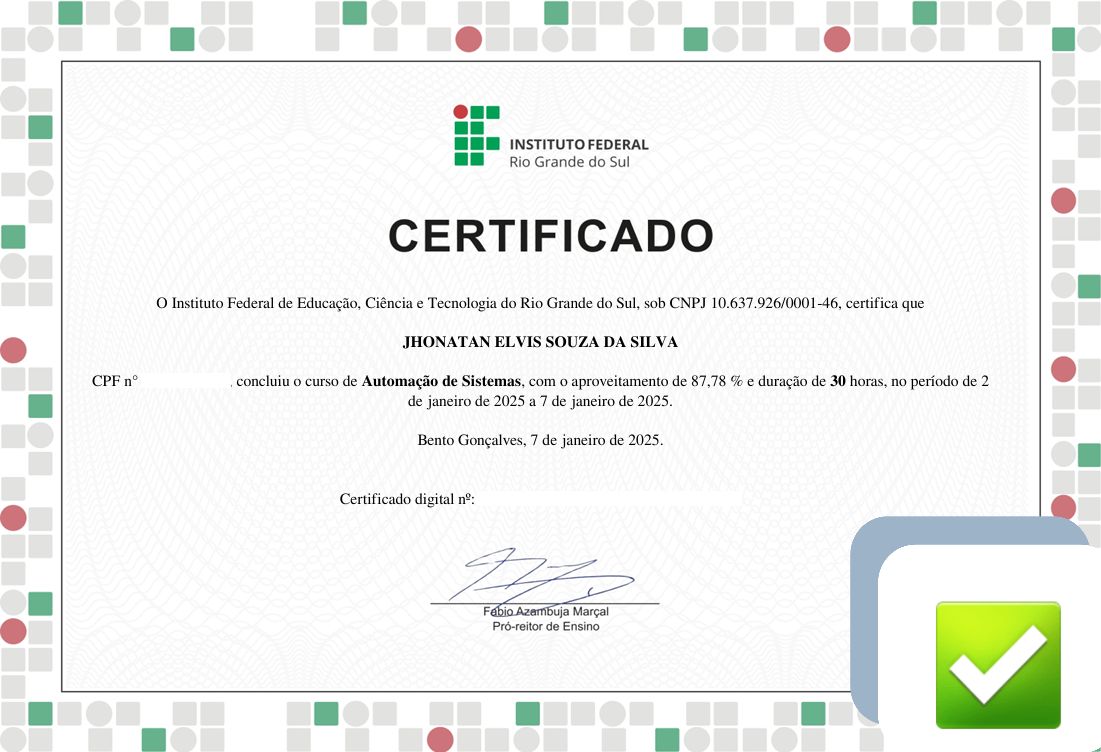 INSTITUTO FEDERAL
Rio Grande do Sul
CERTIFICADO
O Instituto Federal de Educação, Ciência e Tecnologia do Rio Grande do Sul, sob CNPJ 10.637.926/0001-46, certifica que
JHONATAN ELVIS SOUZA DA SILVA
CPF n° , concluiu o curso de Automação de Sistemas, com o aproveitamento de 87,78 % e duração de 30 horas, no período de 2
de janeiro de 2025 a 7 de janeiro de 2025.
Bento Gonçalves, 7 de janeiro de 2025.
Certificado digital nº:
Fabio Azambuja Marçal
Pró-reitor de Ensino